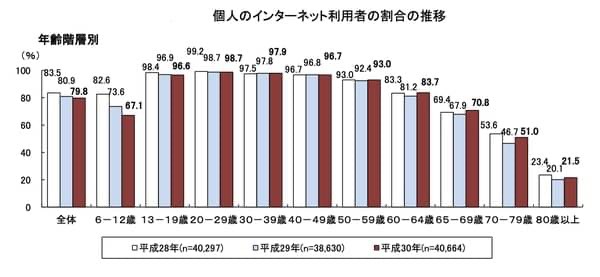 個人のインターネット利用者の割合の推移
年齢階層別
(%)
100
80
60
40
20
0
83.5 80.9 79.8
82.6 73.6 67.1
98.4 96.9 96.6
99.2 98.7 98.7
97.5 97.8 97.9
96.7 96.8 96.7
93.0 92.4 93.0
83.3 81.2 83.7
69.4 67.9 70.8
53.6 46.7 51.0
23.4 20.1 21.5
全体 6－12歳 13－19歳 20－29歳 30－39歳 40－49歳 50－59歳 60－64歳 65－69歳 70－79歳 80歳以上
平成28年(n=40,297) 平成29年(n=38,630) 平成30年(n=40,664)